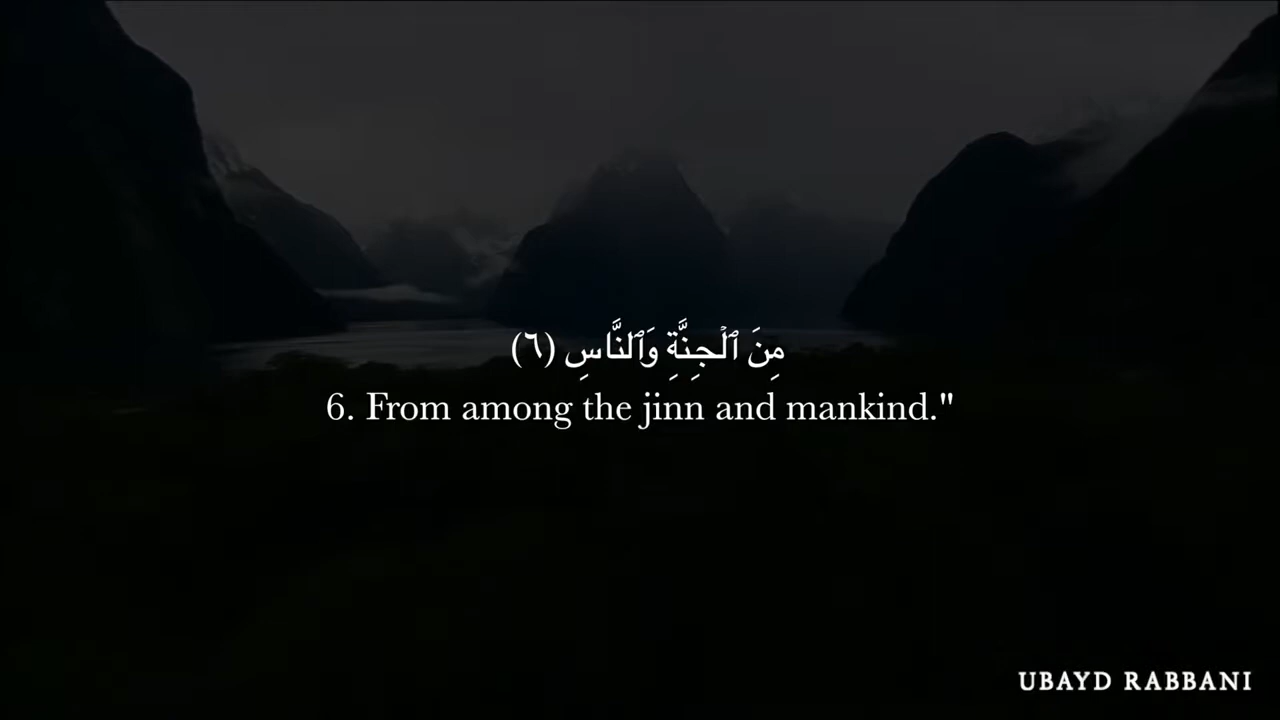 مِنَ ٱلْجِنَّةِ وَٱلنَّاسِ (٦)
6. From among the jinn and mankind."
UBAYD RABBANI